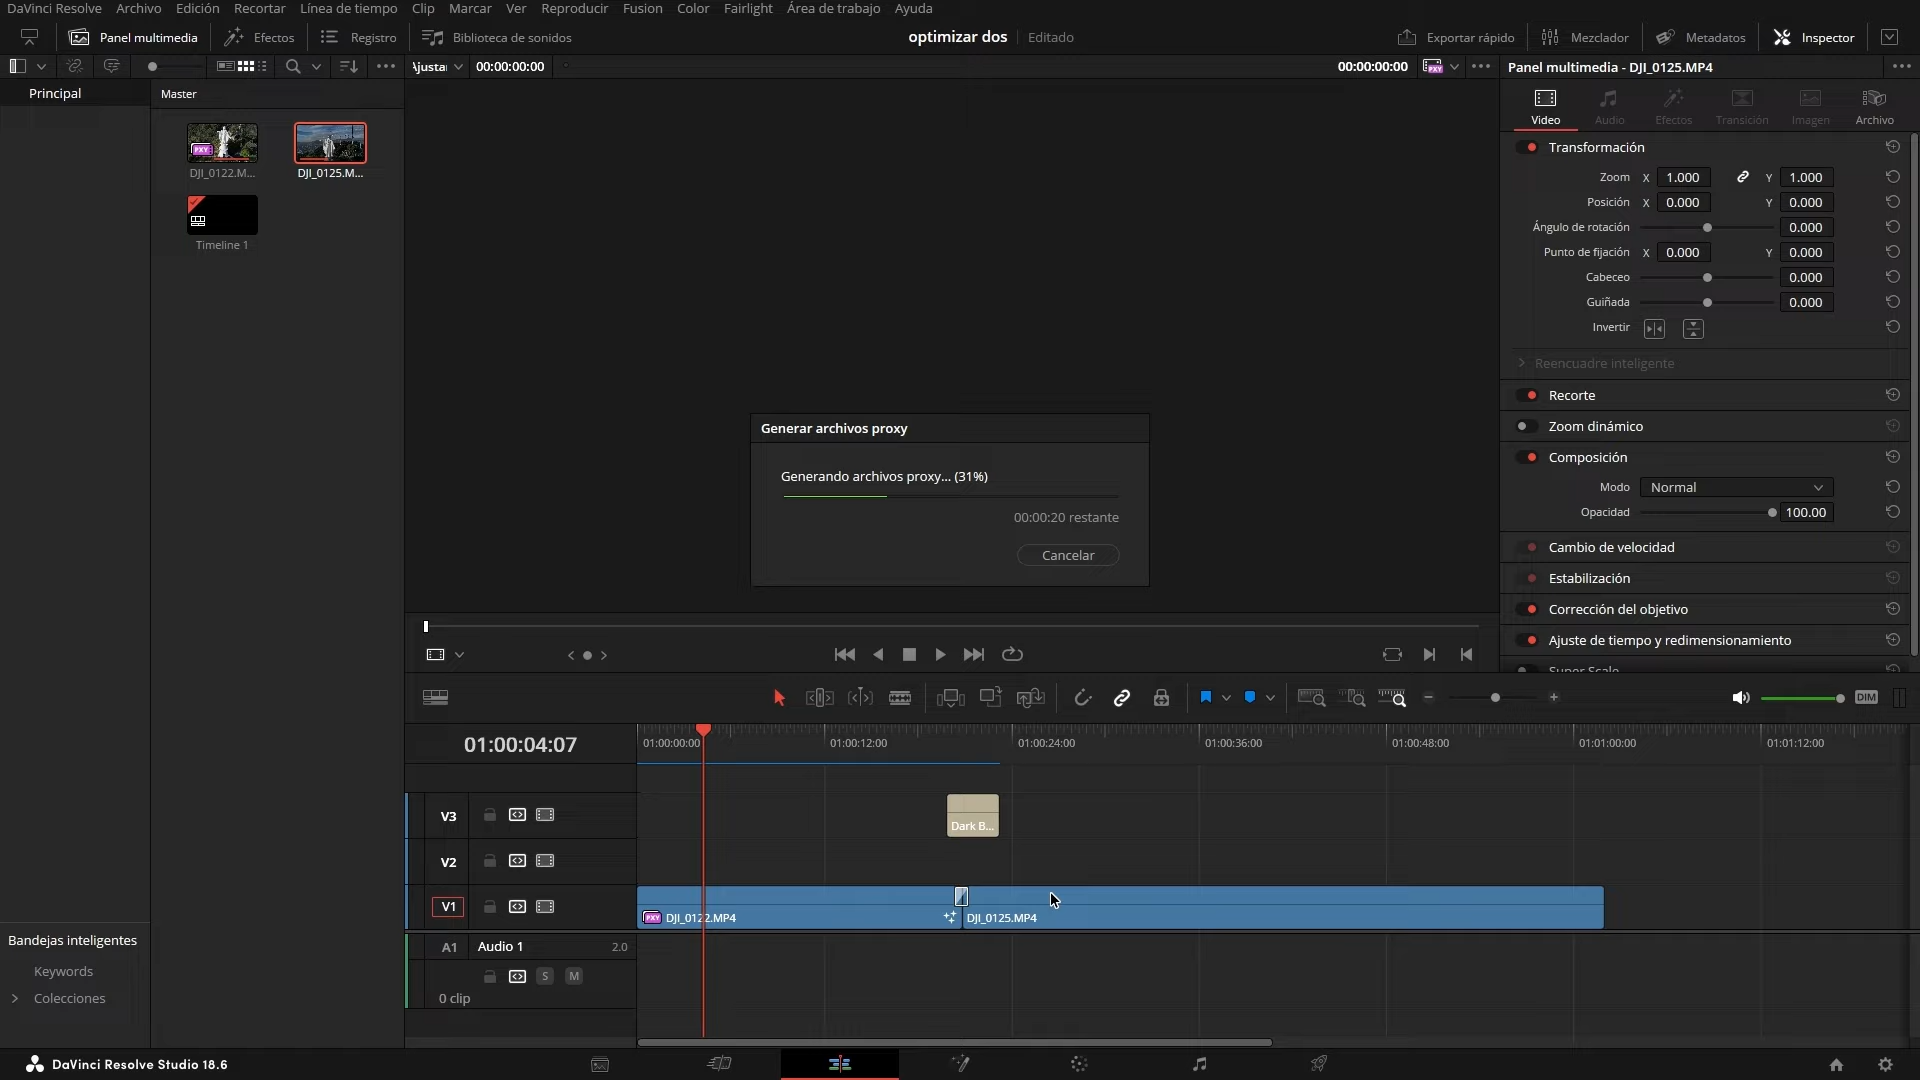 DaVinci Resolve Archivo Edición Recortar Línea de tiempo Clip Marcar Ver Reproducir Fusion Color Fairlight Área de trabajo Ayuda
Panel multimedia Efectos Registro Biblioteca de sonidos optimizar dos Editado Exportar rápido Mezclador Metadatos Inspector
Ajustar 00:00:00:00 00:00:00:00 PXY Panel multimedia - DJI_0125.MP4
Principal Master
Video Audio Efectos Transición Imagen Archivo
PXY
DJI_0122.M... DJI_0125.M...
Timeline 1
Transformación
Zoom X 1.000 Y 1.000
Posición X 0.000 Y 0.000
Ángulo de rotación 0.000
Punto de fijación X 0.000 Y 0.000
Cabeceo 0.000
Guiñada 0.000
Invertir
Reencuadre inteligente
Recorte
Zoom dinámico
Composición
Modo Normal
Opacidad 100.00
Cambio de velocidad
Estabilización
Corrección del objetivo
Ajuste de tiempo y redimensionamiento
Super Scale
Generar archivos proxy
Generando archivos proxy... (31%)
00:00:20 restante
Cancelar
DIM
01:00:04:07 01:00:00:00 01:00:12:00 01:00:24:00 01:00:36:00 01:00:48:00 01:01:00:00 01:01:12:00
V3 Dark B...
V2
V1 PXY DJI_0122.MP4 DJI_0125.MP4
A1 Audio 1 2.0
S M
0 clip
Bandejas inteligentes
Keywords
Colecciones
DaVinci Resolve Studio 18.6